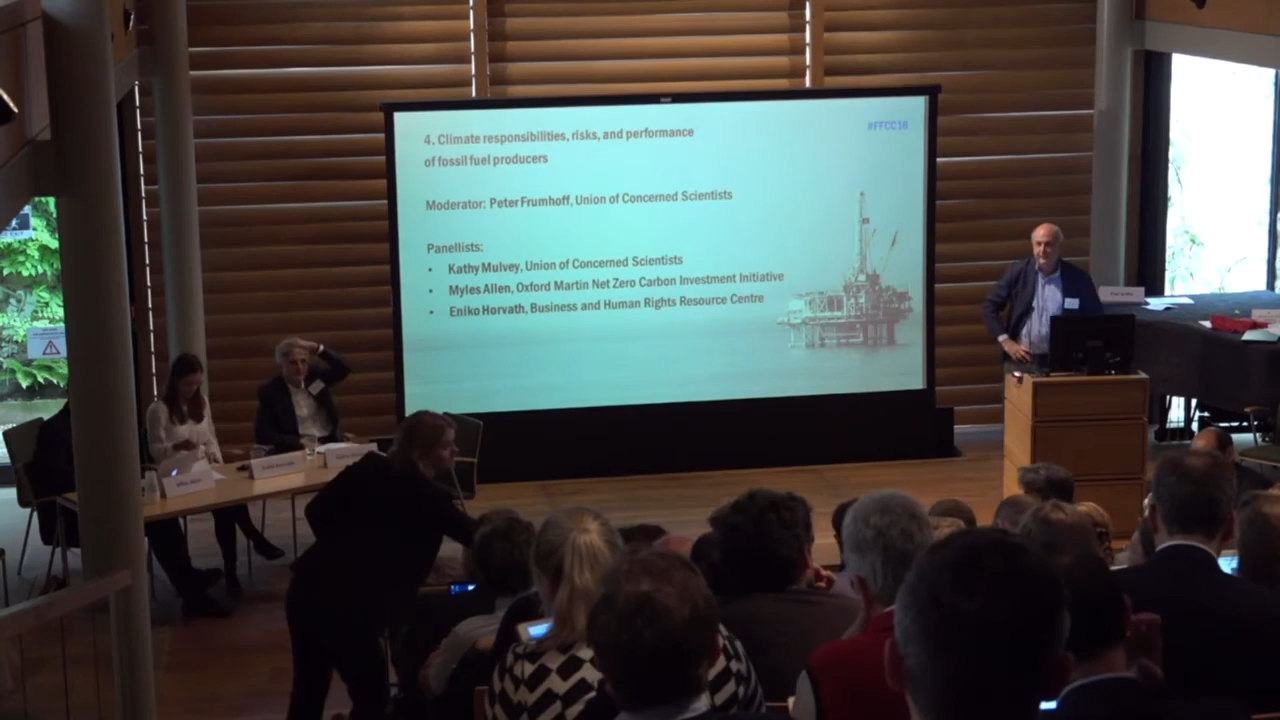 4. Climate responsibilities, risks, and performance
of fossil fuel producers
#FFCC16
Moderator: Peter Frumhoff, Union of Concerned Scientists
Panellists:
• Kathy Mulvey, Union of Concerned Scientists
• Myles Allen, Oxford Martin Net Zero Carbon Investment Initiative
• Eniko Horvath, Business and Human Rights Resource Centre